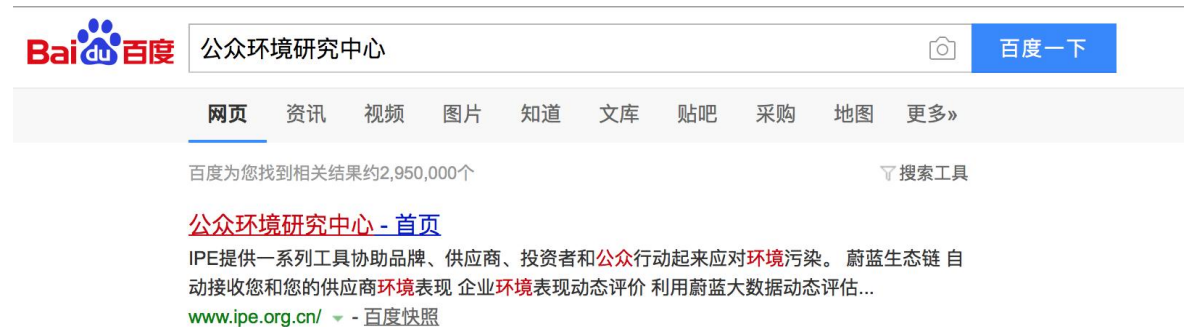 Bai du 百度 公众环境研究中心 百度一下
网页 资讯 视频 图片 知道 文库 贴吧 采购 地图 更多»
百度为您找到相关结果约2,950,000个 搜索工具
公众环境研究中心 - 首页
IPE提供一系列工具协助品牌、供应商、投资者和公众行动起来应对环境污染。 蔚蓝生态链 自
动接收您和您的供应商环境表现 企业环境表现动态评价 利用蔚蓝大数据动态评估...
www.ipe.org.cn/ - 百度快照